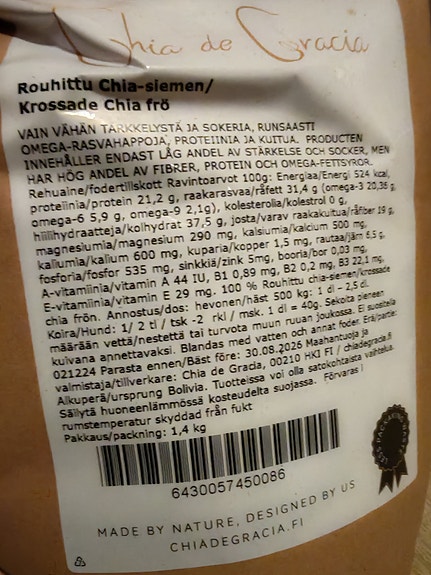 Chia de Gracia
Rouhittu Chia-siemen/
Krossade Chia frö
VAIN VÄHÄN TÄRKKELYSTÄ JA SOKERIA, RUNSAASTI
OMEGA-RASVAHAPPOJA, PROTEIINIA JA KUITUA. PRODUCTEN
INNEHÅLLER ENDAST LÅG ANDEL AV STÄRKELSE OCH SOCKER, MEN
HAR HÖG ANDEL AV FIBRER, PROTEIN OCH OMEGA-FETTSYROR.
Rehuaine/fodertillskott Ravintoarvot 100g: Energiaa/Energi 524 kcal,
proteiinia/protein 21,2 g, raakarasvaa/råfett 31,4 g (omega-3 20,36 g,
omega-6 5,9 g, omega-9 2,1g), kolesterolia/kolestrol 0 g,
hiilihydraatteja/kolhydrat 37,5 g, josta/varav raakakuitua/råfiber 19 g,
magnesiumia/magnesium 290 mg, kalsiumia/kalcium 500 mg,
kaliumia/kalium 600 mg, kuparia/kopper 1,5 mg, rautaa/järn 6,5 g,
fosforia/fosfor 535 mg, sinkkiä/zink 5mg, booria/bor 0,03 mg,
A-vitamiinia/vitamin A 44 IU, B1 0,89 mg, B2 0,2 mg, B3 22,1 mg,
E-vitamiinia/vitamin E 29 mg. 100 % Rouhittu chia-siemen/krossade
chia frön. Annostus/dos: hevonen/häst 500 kg: 1 dl - 2,5 dl.
Koira/Hund: 1/ 2 tl / tsk -2 rkl / msk. 1 dl = 40g. Sekoita pieneen
määrään vettä/nestettä tai turvota muun ruuan joukossa. Ei suositella
kuivana annettavaksi. Blandas med vatten och annat foder. Erä/parti:
021224 Parasta ennen/Bäst före: 30.08.2026 Maahantuoja ja
valmistaja/tillverkare: Chia de Gracia, 00210 HKI FI / chiadegracia.fi
Alkuperä/ursprung Bolivia. Tuotteissa voi olla satokohtaista vaihtelua.
Säilytä huoneenlämmössä kosteudelta suojassa. Förvaras i
rumstemperatur skyddad från fukt
Pakkaus/packning: 1,4 kg
6430057450086
MADE BY NATURE, DESIGNED BY US
CHIADEGRACIA.FI